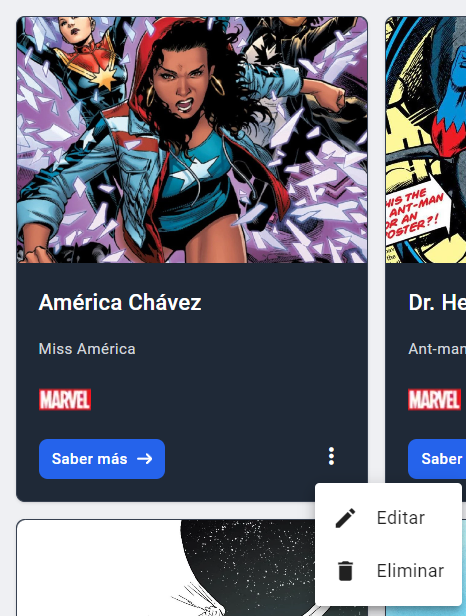 HIS THE
ANT-MAN
OR AN
POSTER?!
América Chávez
Miss América
MARVEL
Saber más
Dr. He
Ant-man
MARVEL
Saber
Editar
Eliminar